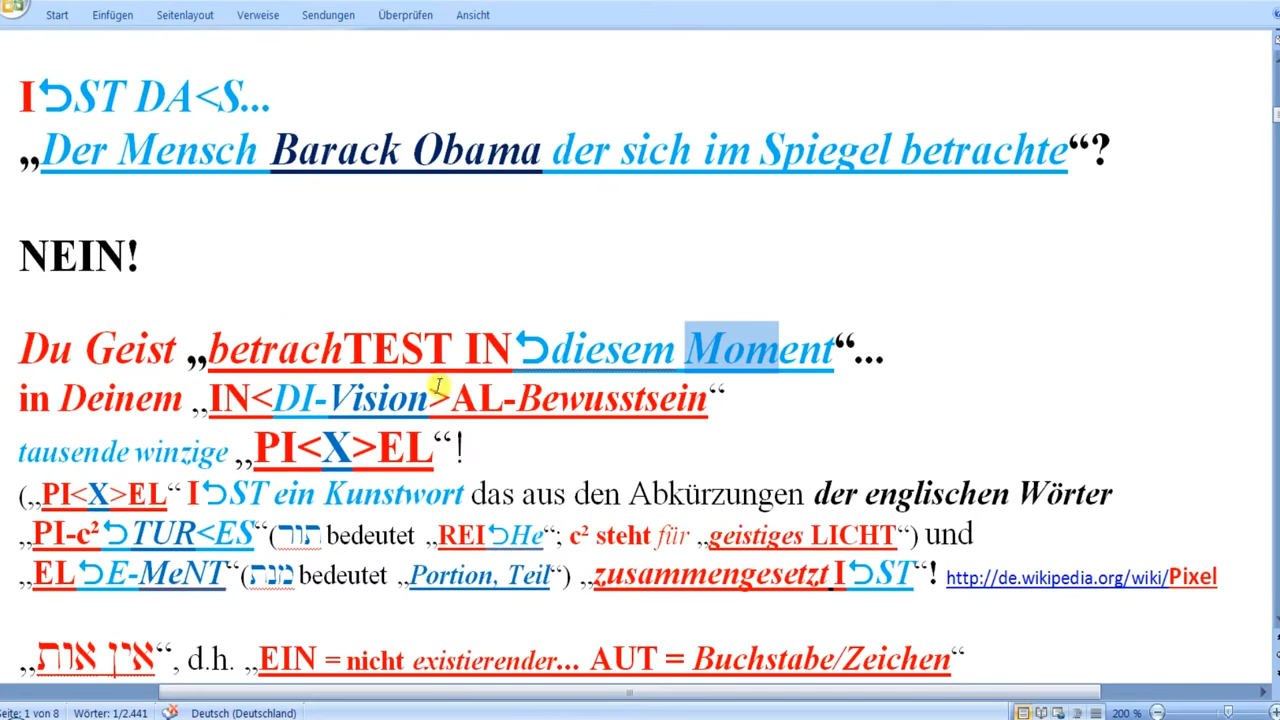 Start Einfügen Seitenlayout Verweise Sendungen Überprüfen Ansicht
I⮌ST DA<S...
„Der Mensch Barack Obama der sich im Spiegel betrachte“?
NEIN!
Du Geist „betrachTEST IN⮌diesem Moment“...
in Deinem „IN<DI-Vision>AL-Bewusstsein“
tausende winzige „PI<X>EL“!
(„PI<X>EL“ I⮌ST ein Kunstwort das aus den Abkürzungen der englischen Wörter
„PI-c²⮌TUR<ES“(תור bedeutet „REI⮌He“; c² steht für „geistiges LICHT“) und
„EL⮌E-MeNT“(מנת bedeutet „Portion, Teil“) „zusammengesetzt I⮌ST“! http://de.wikipedia.org/wiki/Pixel
„אין אות“, d.h. „EIN = nicht existierender... AUT = Buchstabe/Zeichen“
Seite: 1 von 8 Wörter: 1/2.441 Deutsch (Deutschland) 200 %